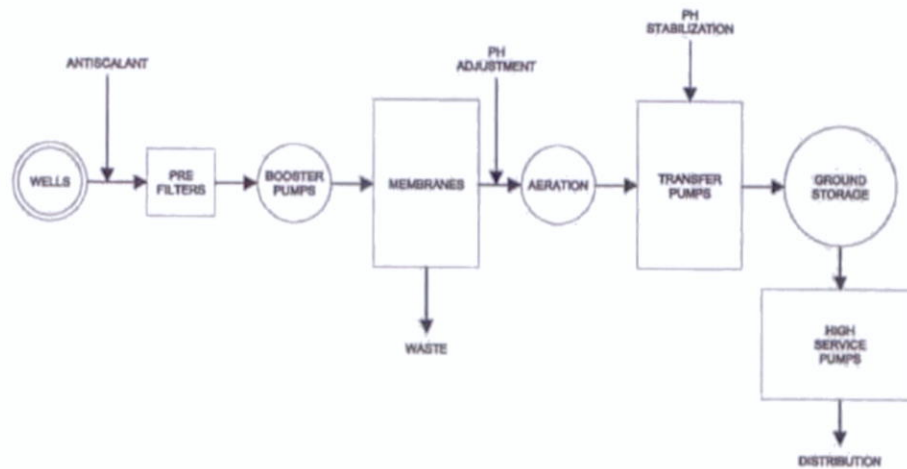 PH
STABILIZATION
ANTISCALANT
PH
ADJUSTMENT
WELLS
PRE
FILTERS
BOOSTER
PUMPS
MEMBRANES
AERATION
TRANSFER
PUMPS
GROUND
STORAGE
WASTE
HIGH
SERVICE
PUMPS
DISTRIBUTION